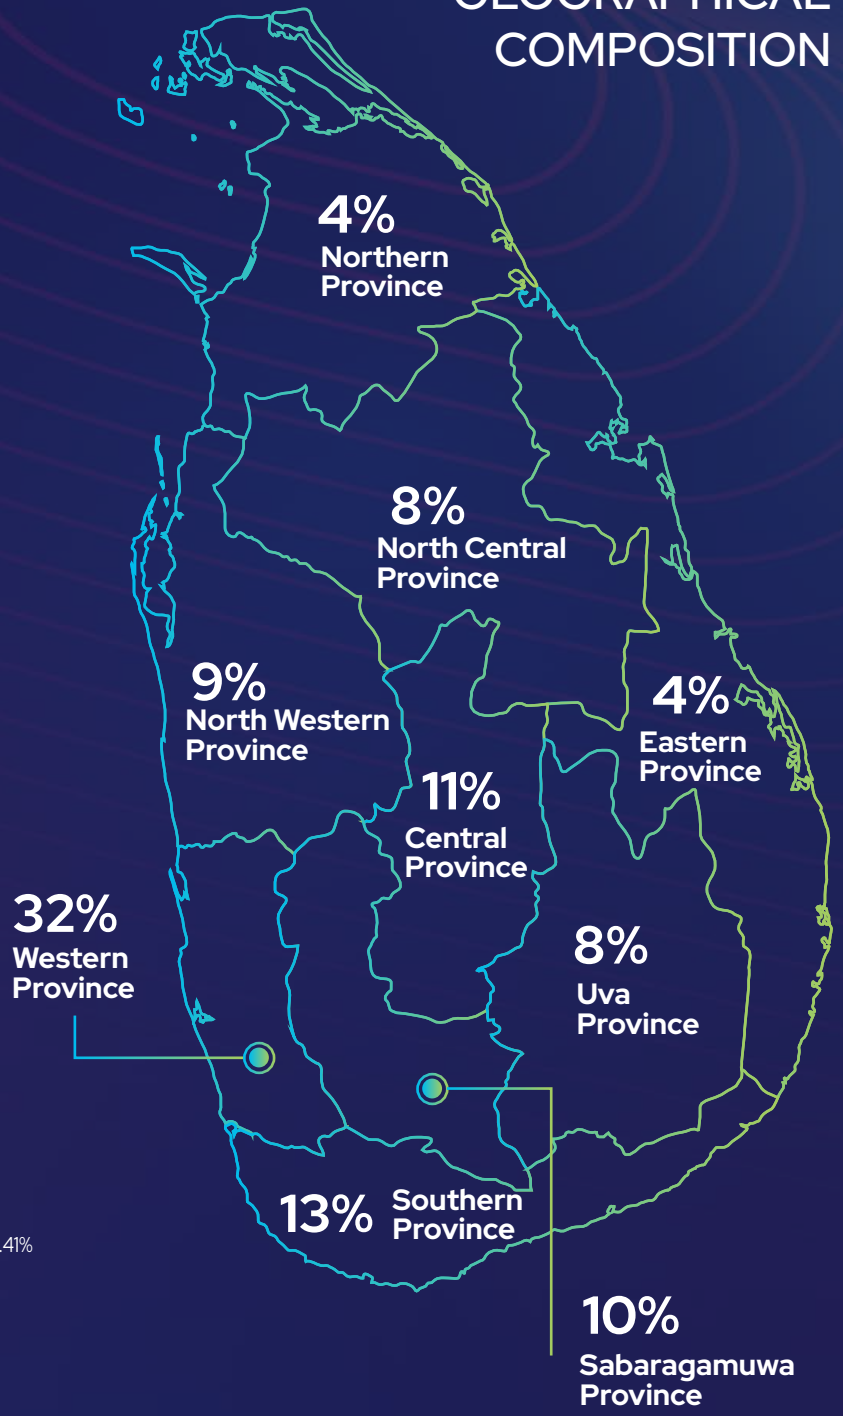 GEOGRAPHICAL
COMPOSITION
4%
Northern
Province
8%
North Central
Province
9%
North Western
Province
4%
Eastern
Province
11%
Central
Province
32%
Western
Province
8%
Uva
Province
13%
Southern
Province
.41%
10%
Sabaragamuwa
Province